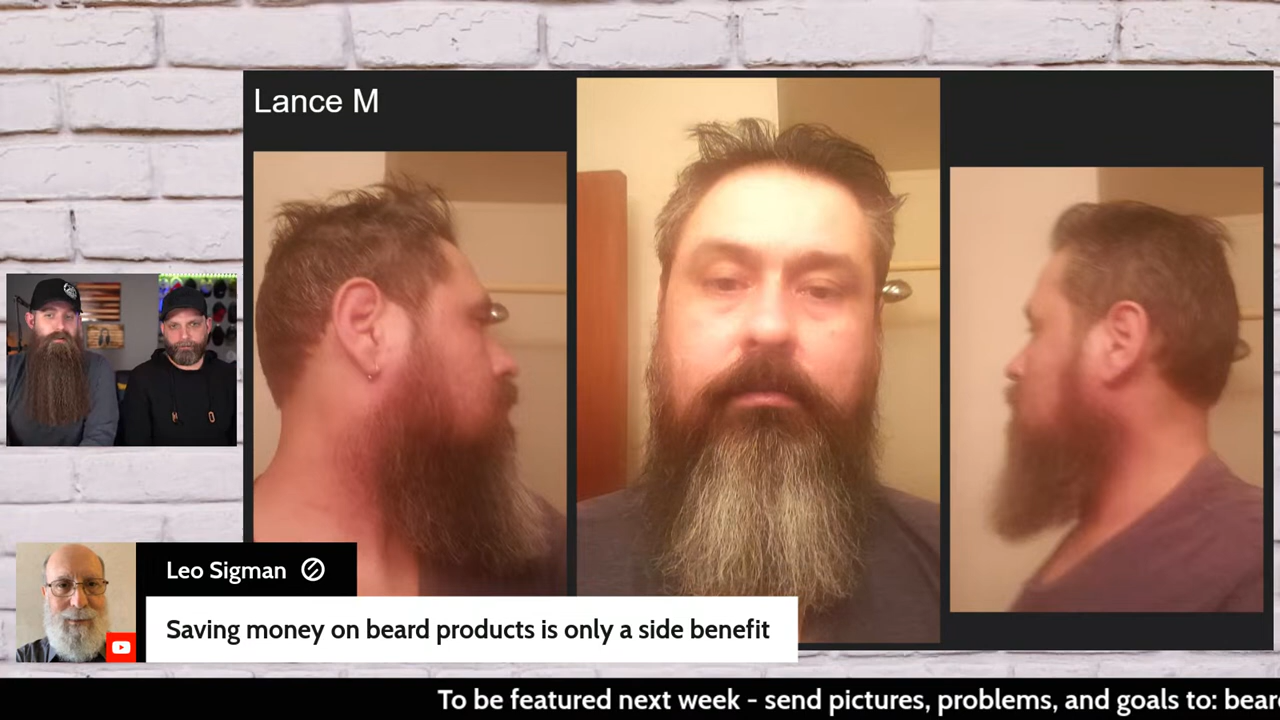 Lance M
Leo Sigman
Saving money on beard products is only a side benefit
To be featured next week - send pictures, problems, and goals to: